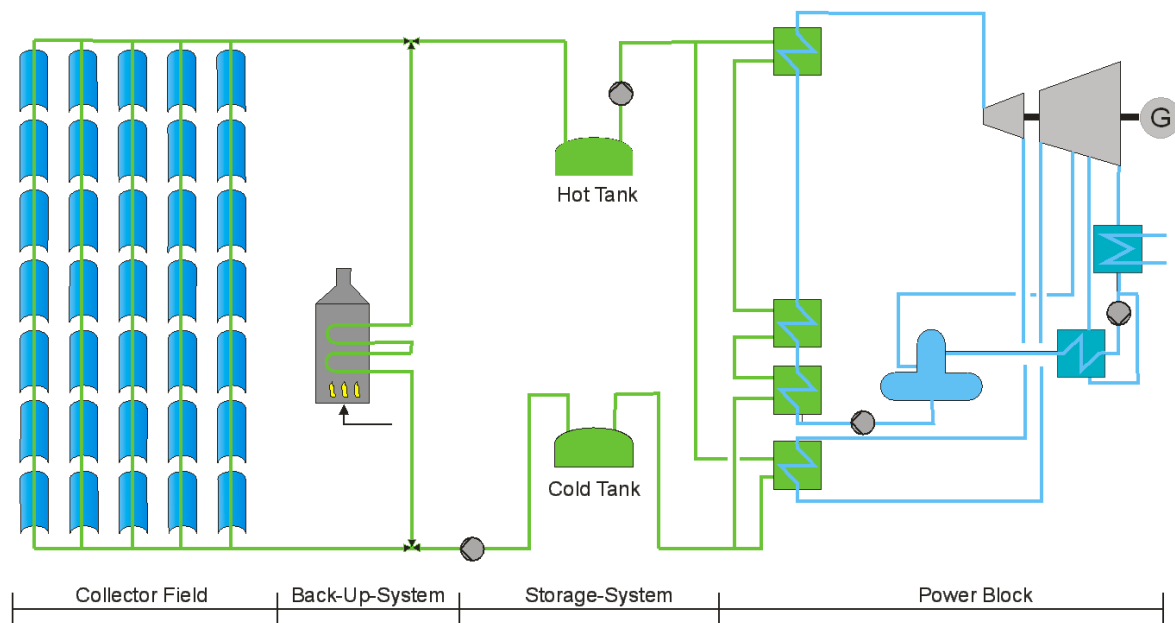 G
Hot Tank
Cold Tank
Collector Field
Back-Up-System
Storage-System
Power Block